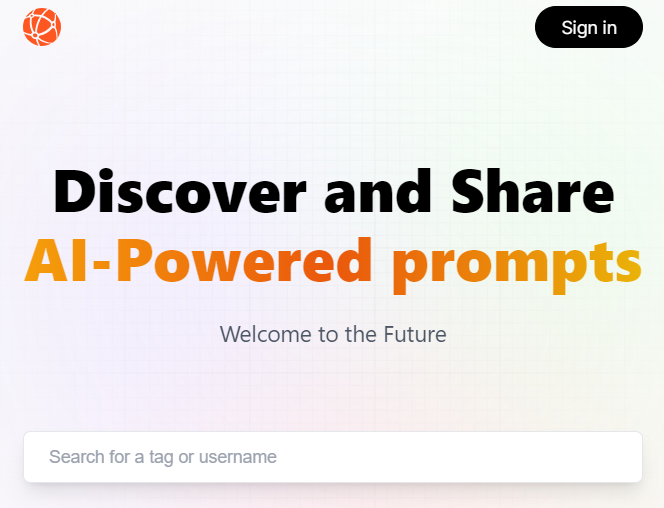 Sign in
Discover and Share
AI-Powered prompts
Welcome to the Future
Search for a tag or username